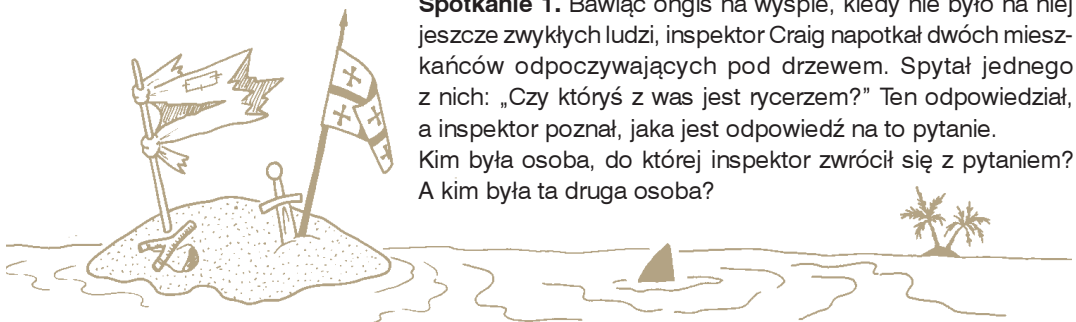 Spotkanie 1. Bawiąc ongiś na wyspie, kiedy nie było na niej
jeszcze zwykłych ludzi, inspektor Craig napotkał dwóch miesz-
kańców odpoczywających pod drzewem. Spytał jednego
z nich: „Czy któryś z was jest rycerzem?” Ten odpowiedział,
a inspektor poznał, jaka jest odpowiedź na to pytanie.
Kim była osoba, do której inspektor zwrócił się z pytaniem?
A kim była ta druga osoba?